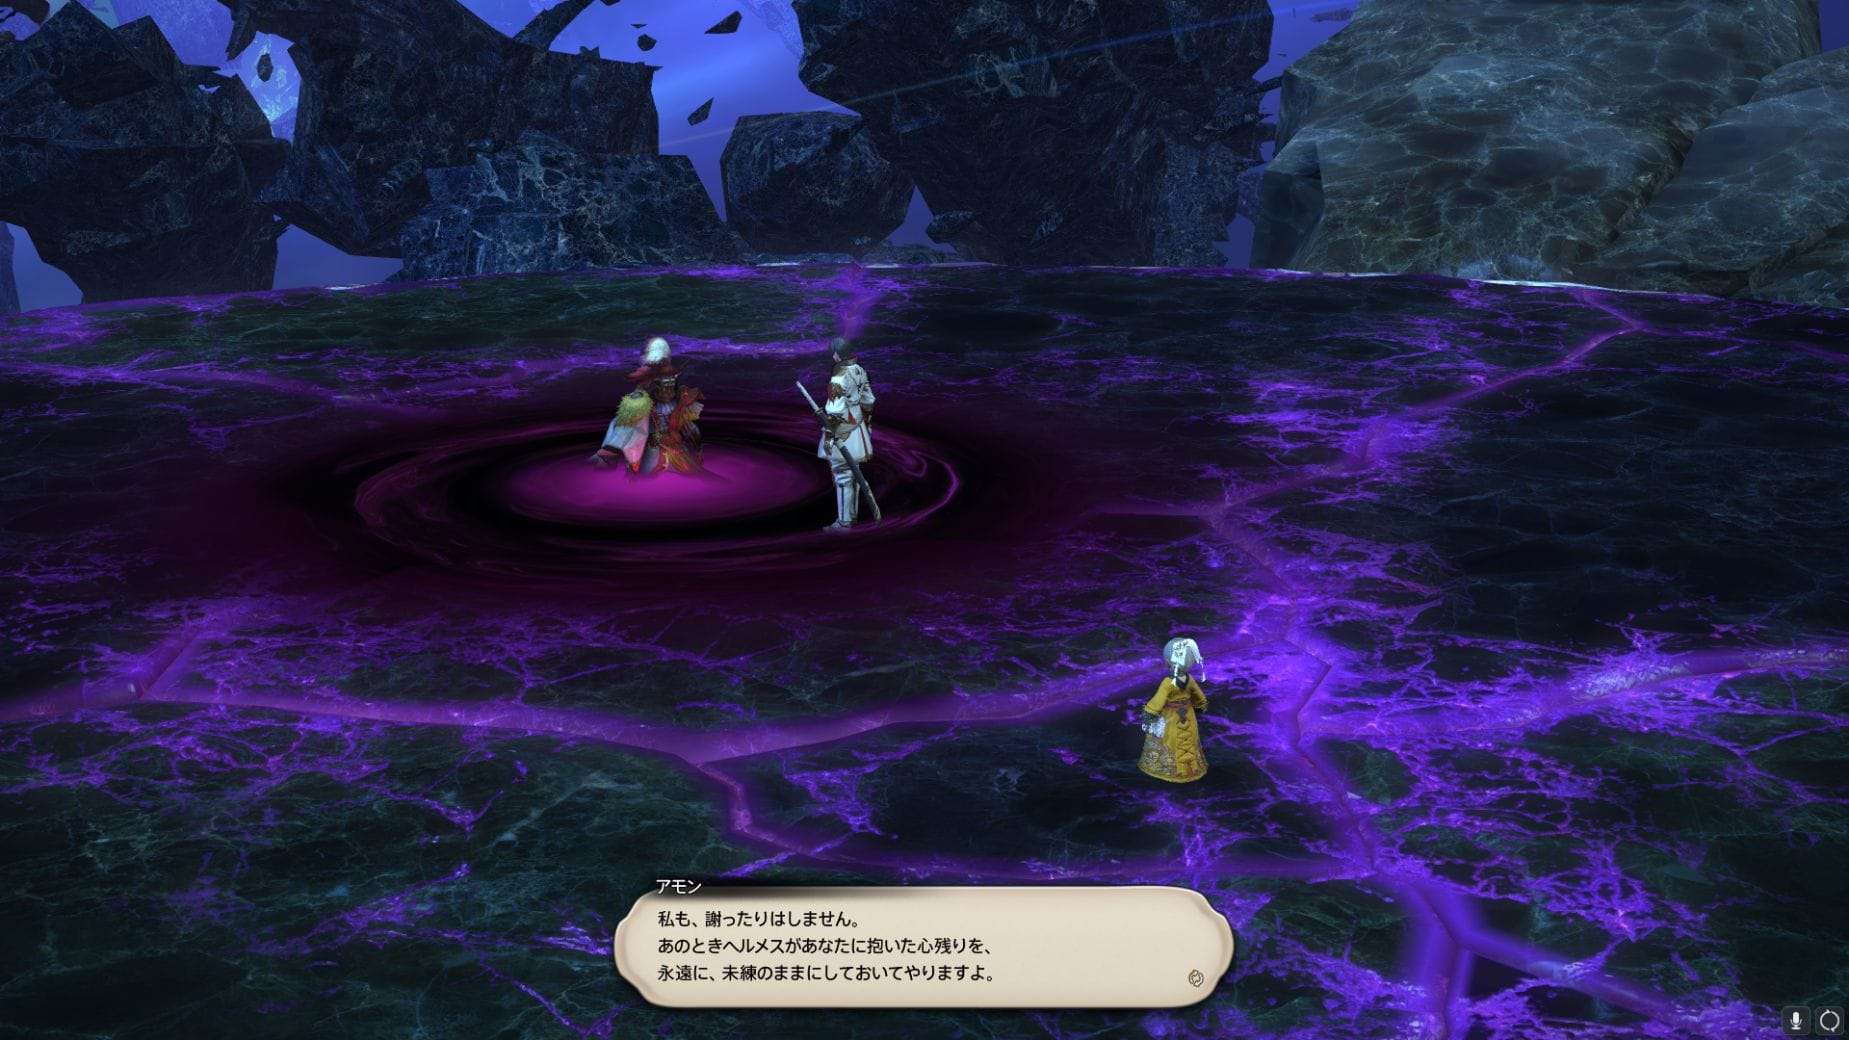 アモン
私も、謝ったりはしません。
あのときヘルメスがあなたに抱いた心残りを、
永遠に、未練のままにしておいてやりますよ。